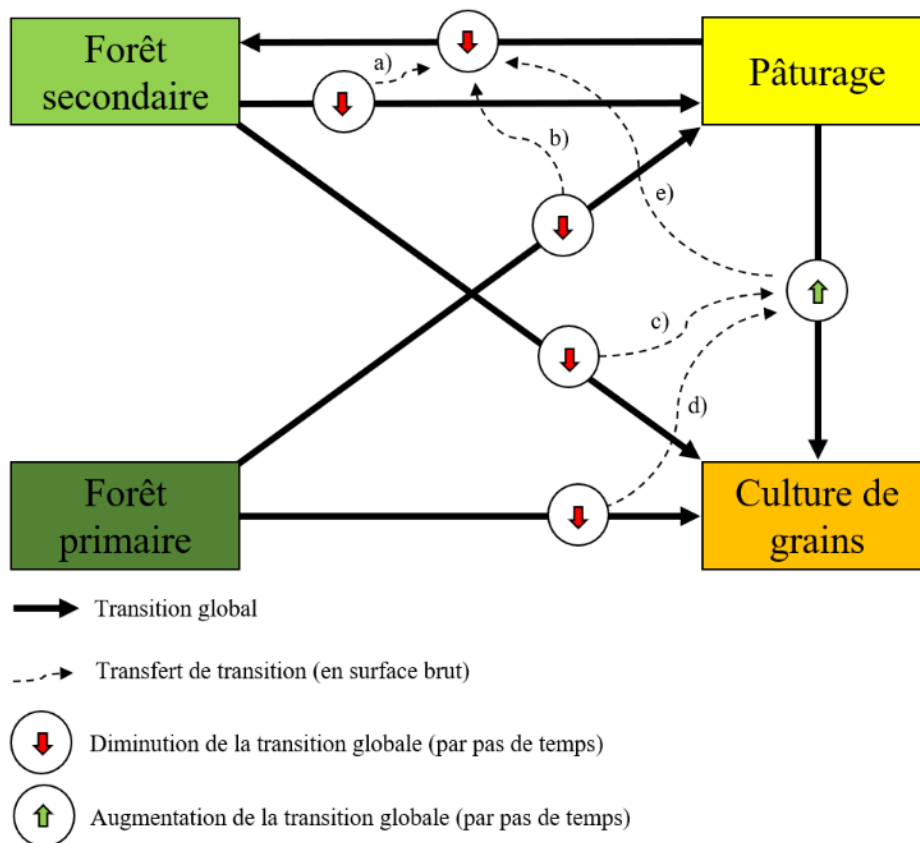 Forêt
secondaire
Pâturage
a)
b)
e)
c)
d)
Forêt
primaire
Culture de
grains
Transition global
Transfert de transition (en surface brut)
Diminution de la transition globale (par pas de temps)
Augmentation de la transition globale (par pas de temps)